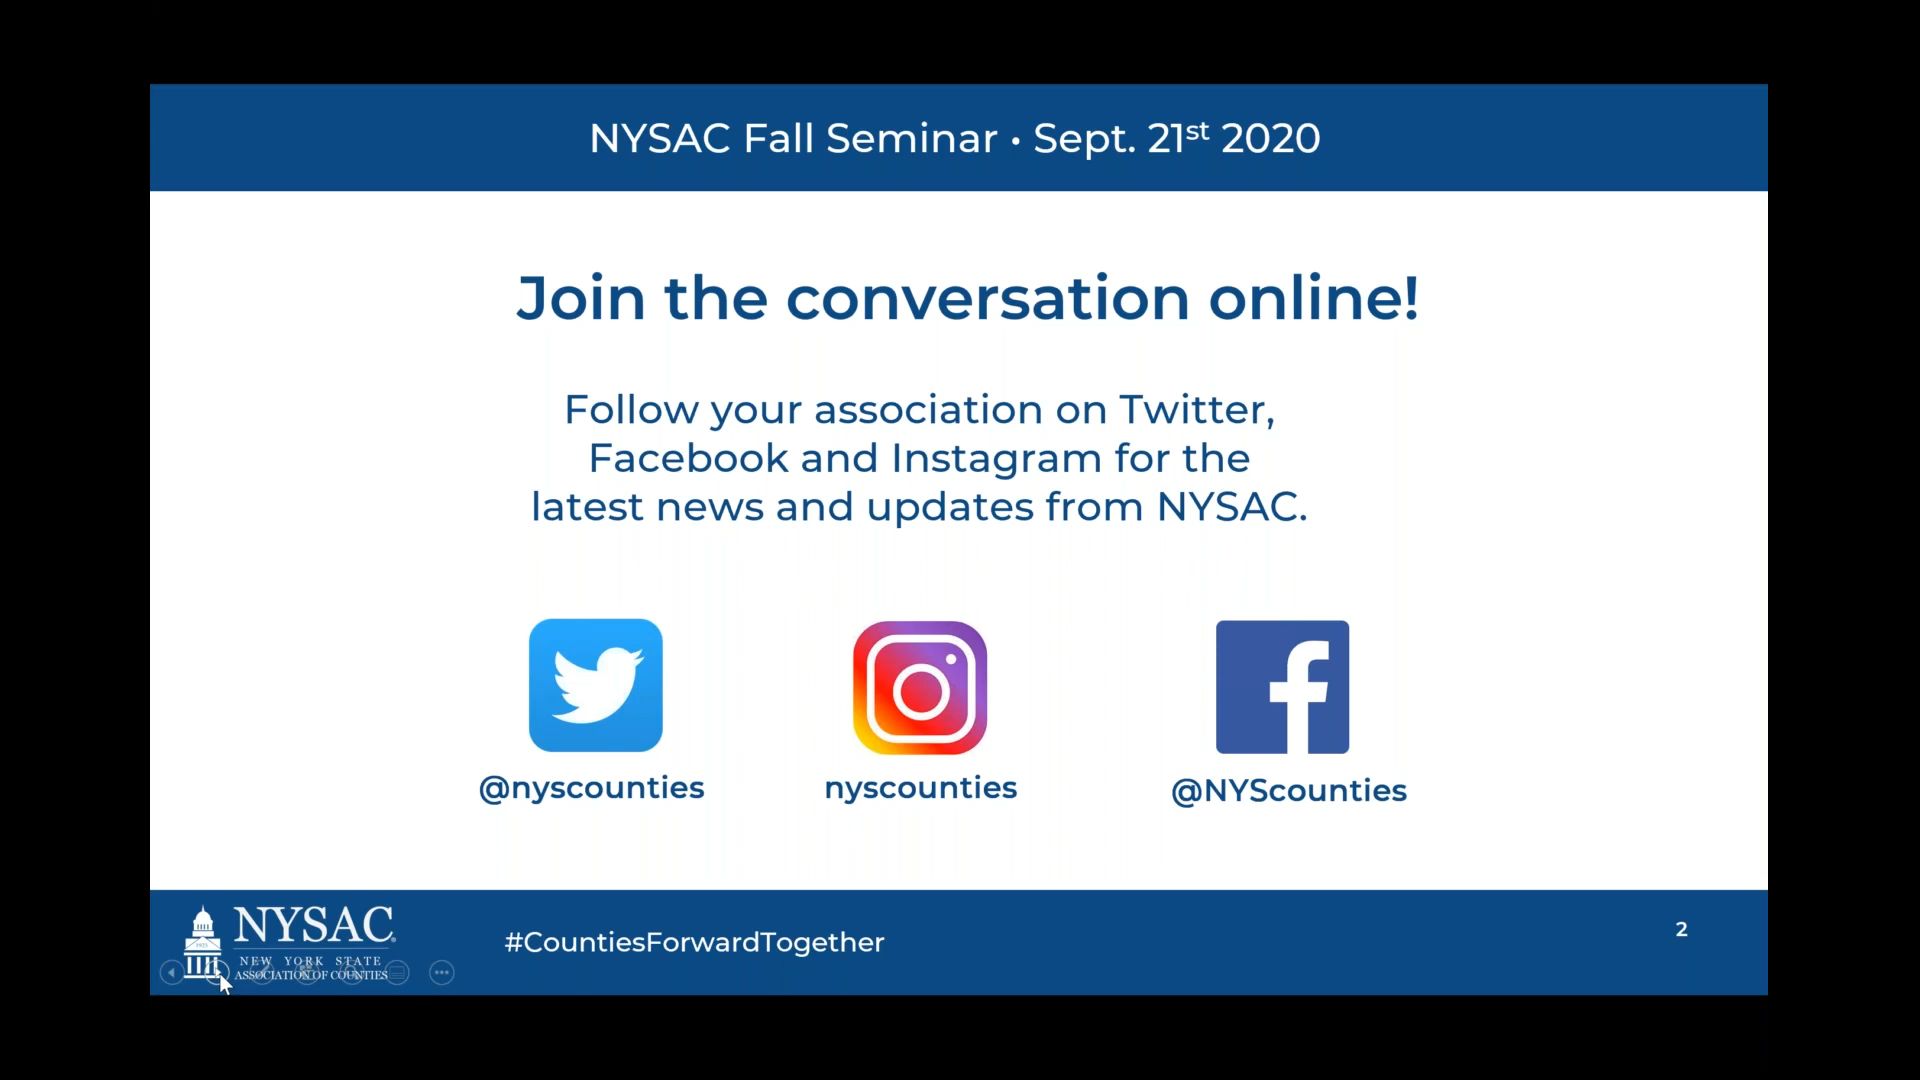 NYSAC Fall Seminar • Sept. 21st 2020
Join the conversation online!
Follow your association on Twitter,
Facebook and Instagram for the
latest news and updates from NYSAC.
@nyscounties
nyscounties
@NYScounties
NYSAC®
1925
NEW YORK STATE
ASSOCIATION OF COUNTIES
#CountiesForwardTogether
2